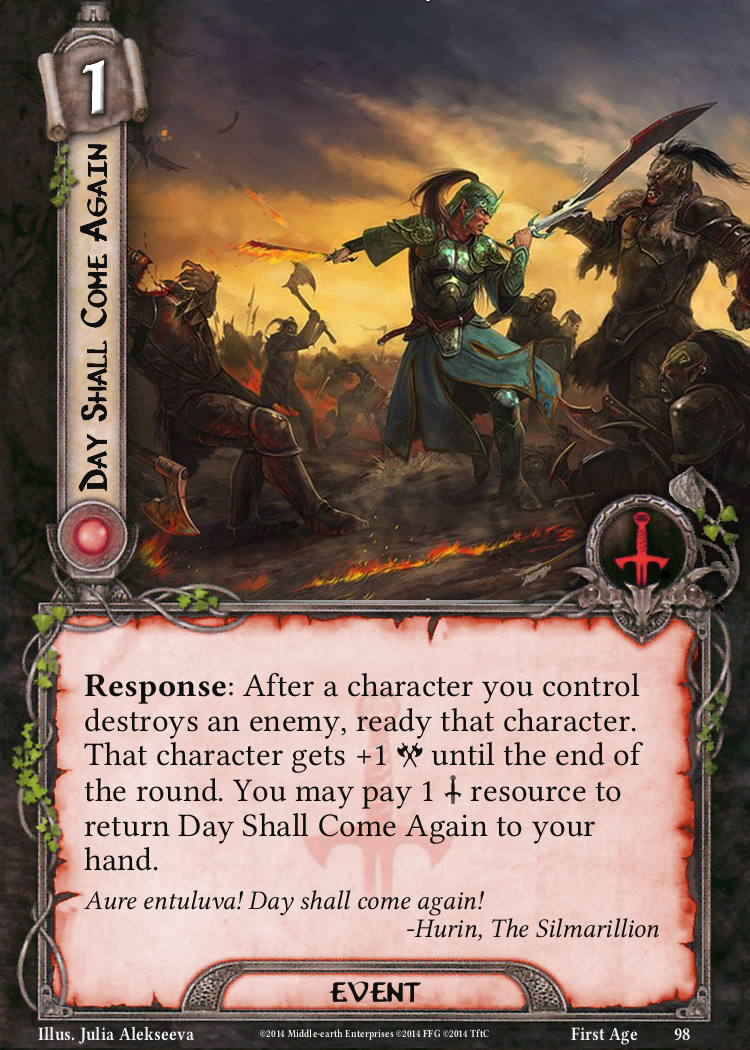 1
Day Shall Come Again
Response: After a character you control
destroys an enemy, ready that character.
That character gets +1 until the end of
the round. You may pay 1 resource to
return Day Shall Come Again to your
hand.
Aure entuluva! Day shall come again!
-Hurin, The Silmarillion
EVENT
Illus. Julia Alekseeva ©2014 Middle-earth Enterprises ©2014 FFG ©2014 TftC First Age 98